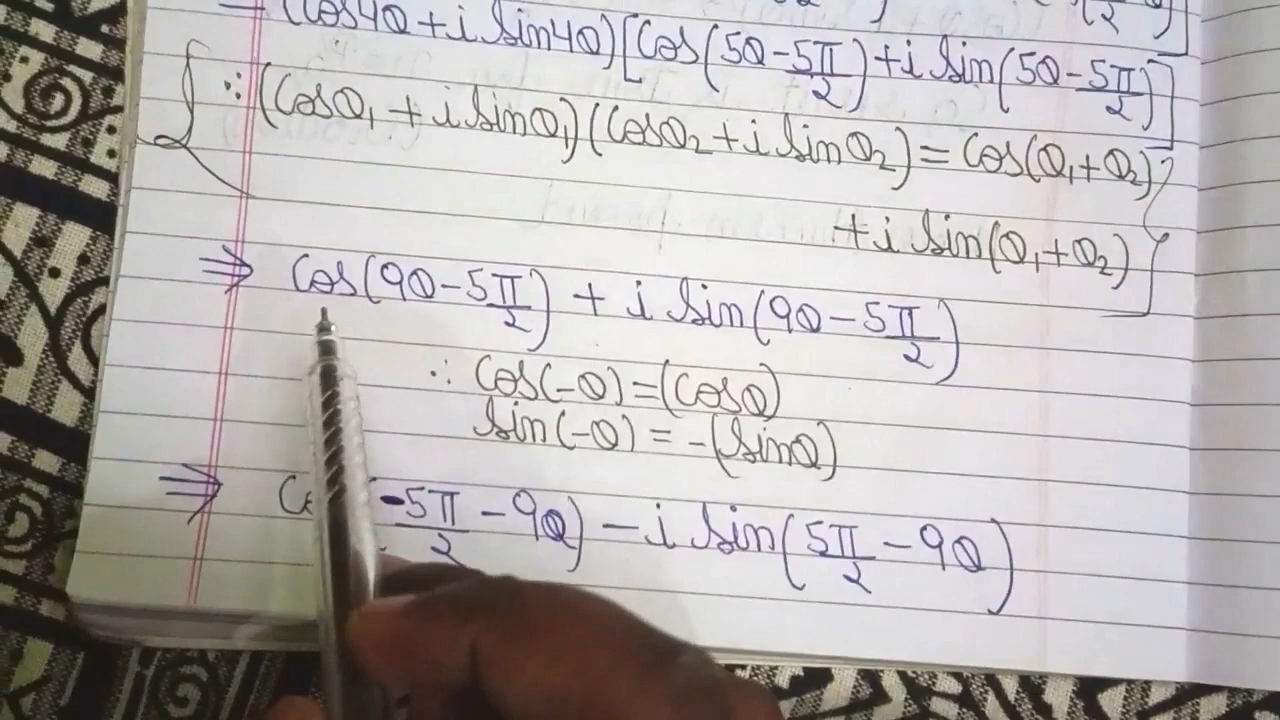 (Cos4θ + i Sin4θ)[Cos(5θ - 5π/2) + i Sin(5θ - 5π/2)]
{ ∵ (Cosθ₁ + i Sinθ₁)(Cosθ₂ + i Sinθ₂) = Cos(θ₁ + θ₂)
+ i Sin(θ₁ + θ₂) }
⇒ Cos(9θ - 5π/2) + i Sin(9θ - 5π/2)
∴ Cos(-θ) = (Cosθ)
Sin(-θ) = -(Sinθ)
⇒ 5π/2 - 9θ) - i Sin(5π/2 - 9θ)